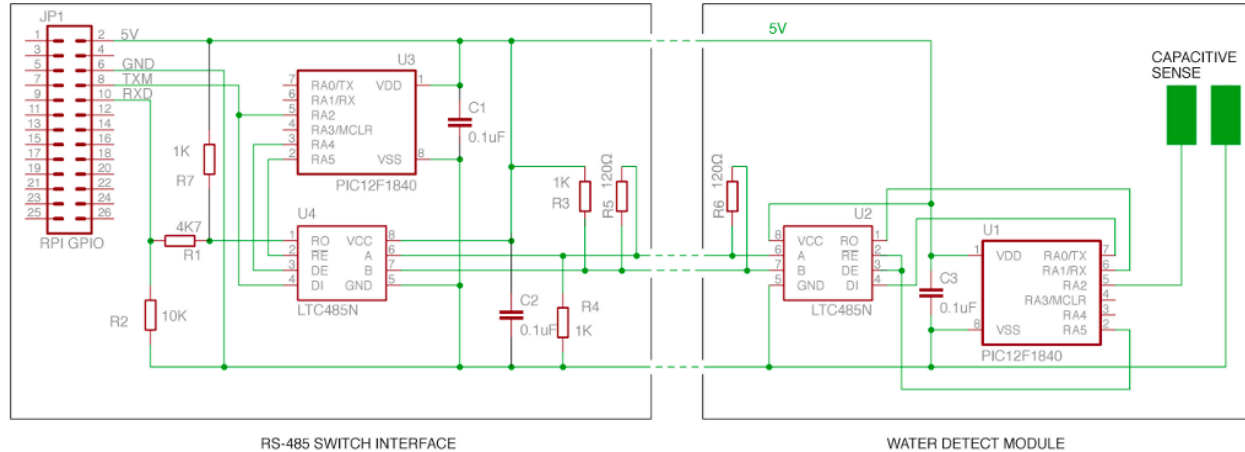 JP1
1 2 5V
3 4
5 6 GND
7 8 TXM
9 10 RXD
11 12
13 14
15 16
17 18
19 20
21 22
23 24
25 26
RPI GPIO
1K
R7
4K7
R1
R2
10K
U3
7 RA0/TX VDD 1
6 RA1/RX
5 RA2
4 RA3/MCLR
3 RA4
2 RA5 VSS 8
PIC12F1840
C1
0.1uF
U4
1 RO VCC 8
2 RE A 6
3 DE B 7
4 DI GND 5
LTC485N
C2
0.1uF
R4
1K
1K
R3
R5 120Ω
R6 120Ω
5V
U2
8 VCC RO 1
6 A RE 2
7 B DE 3
5 GND DI 4
LTC485N
C3
0.1uF
U1
1 VDD RA0/TX 7
RA1/RX 6
RA2 5
RA3/MCLR 4
RA4 3
8 VSS RA5 2
PIC12F1840
CAPACITIVE
SENSE
RS-485 SWITCH INTERFACE
WATER DETECT MODULE